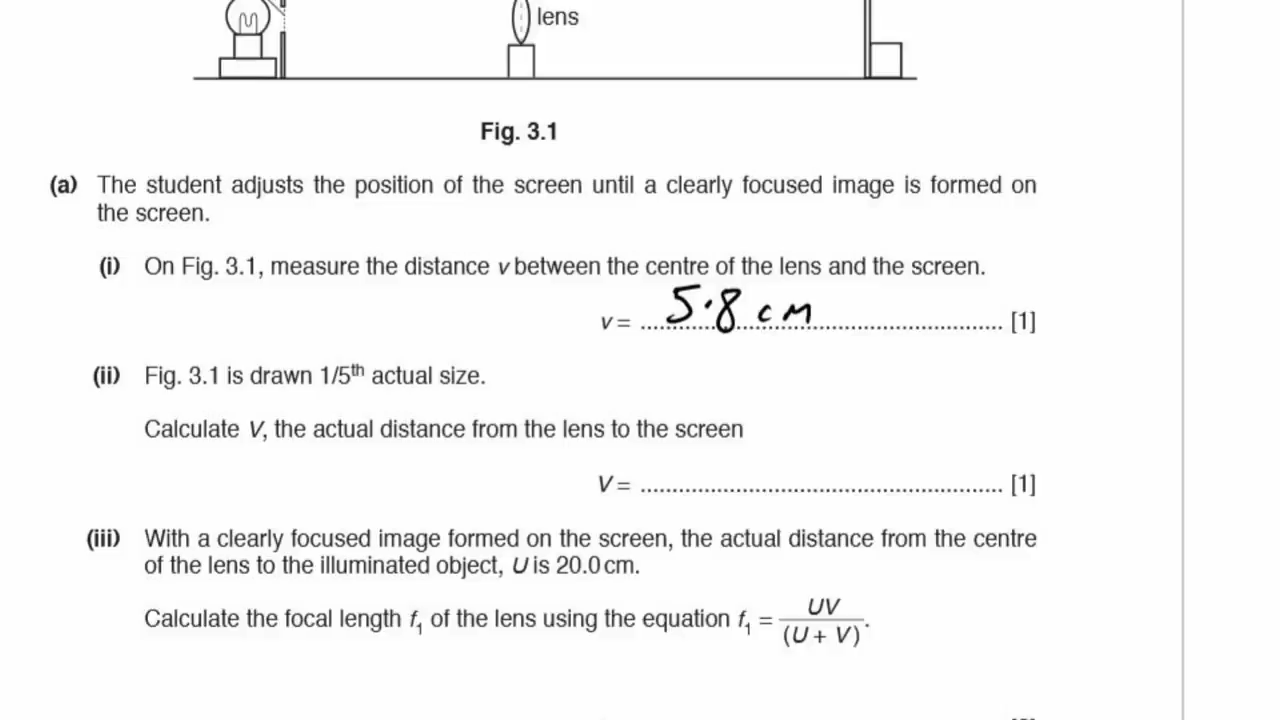 lens
Fig. 3.1
(a) The student adjusts the position of the screen until a clearly focused image is formed on
the screen.
(i) On Fig. 3.1, measure the distance v between the centre of the lens and the screen.
v = 5.8 cm [1]
(ii) Fig. 3.1 is drawn 1/5th actual size.
Calculate V, the actual distance from the lens to the screen
V = ........................................................ [1]
(iii) With a clearly focused image formed on the screen, the actual distance from the centre
of the lens to the illuminated object, U is 20.0 cm.
Calculate the focal length f₁ of the lens using the equation f₁ = UV / (U + V).